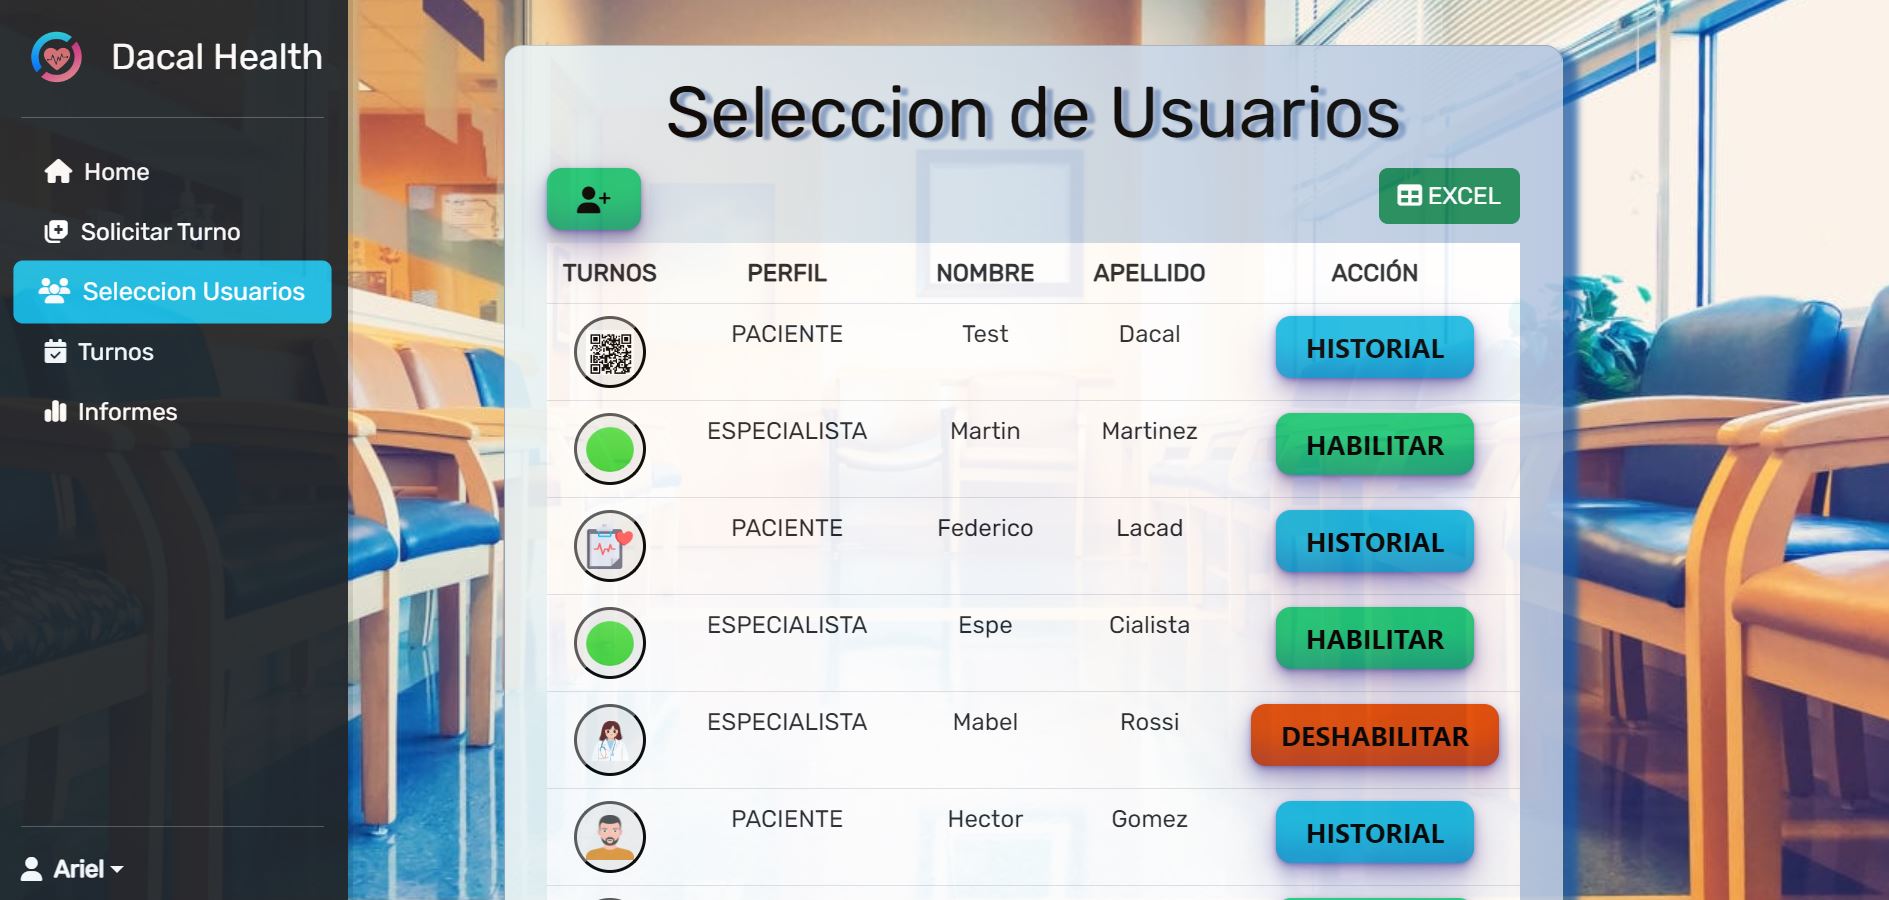 Dacal Health
Home
Solicitar Turno
Seleccion Usuarios
Turnos
Informes
Ariel
Seleccion de Usuarios
EXCEL
TURNOS PERFIL NOMBRE APELLIDO ACCIÓN
PACIENTE Test Dacal HISTORIAL
ESPECIALISTA Martin Martinez HABILITAR
PACIENTE Federico Lacad HISTORIAL
ESPECIALISTA Espe Cialista HABILITAR
ESPECIALISTA Mabel Rossi DESHABILITAR
PACIENTE Hector Gomez HISTORIAL